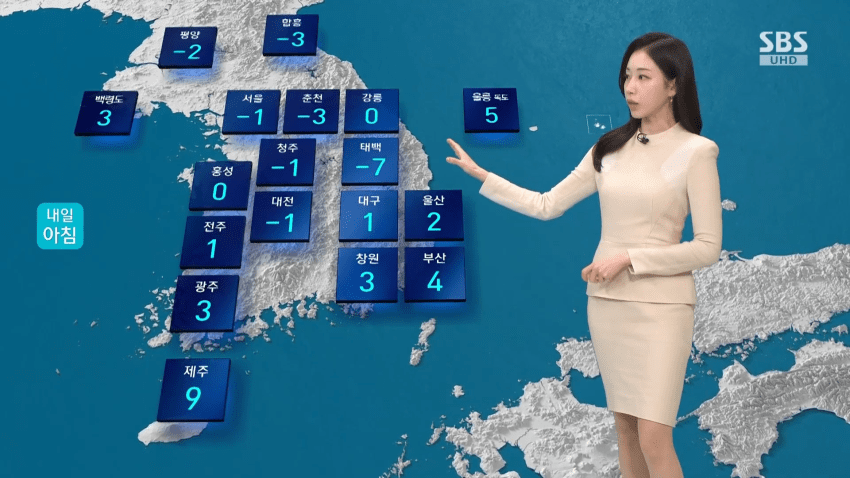 평양
-2
함흥
-3
SBS
UHD
백령도
3
서울
-1
춘천
-3
강릉
0
울릉 독도
5
청주
-1
태백
-7
홍성
0
대전
-1
대구
1
울산
2
내일
아침
전주
1
창원
3
부산
4
광주
3
제주
9